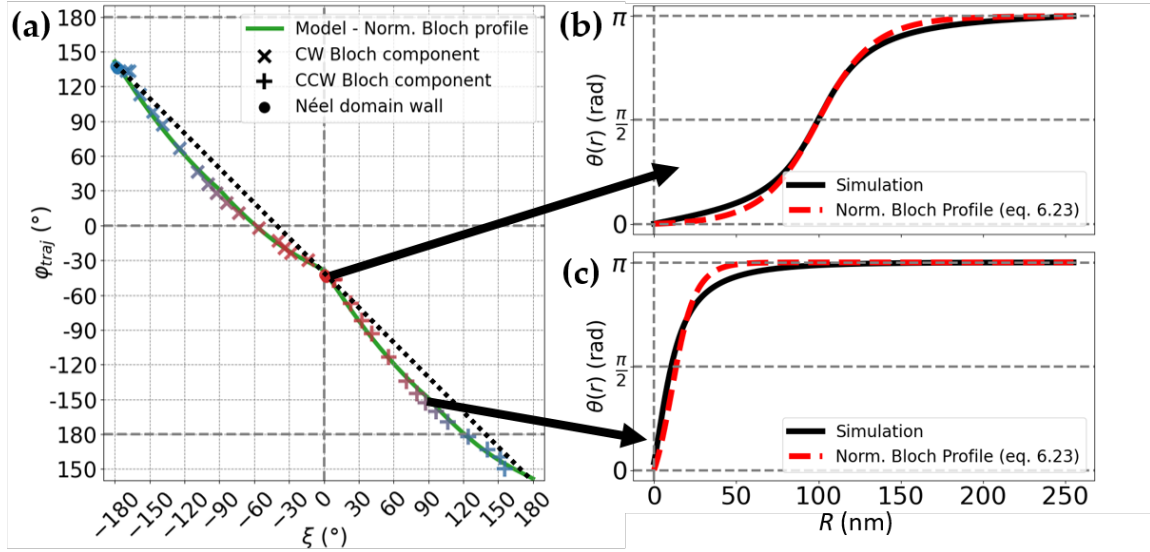 (a)
Model - Norm. Bloch profile
CW Bloch component
CCW Bloch component
Néel domain wall
φtraj (°)
180
150
120
90
60
30
0
-30
-60
-90
-120
-150
180
150
−180
−150
−120
−90
−60
−30
0
30
60
90
120
150
180
ξ (°)
(b)
θ(r) (rad)
π
π/2
0
Simulation
Norm. Bloch Profile (eq. 6.23)
(c)
θ(r) (rad)
π
π/2
0
Simulation
Norm. Bloch Profile (eq. 6.23)
0 50 100 150 200 250
R (nm)